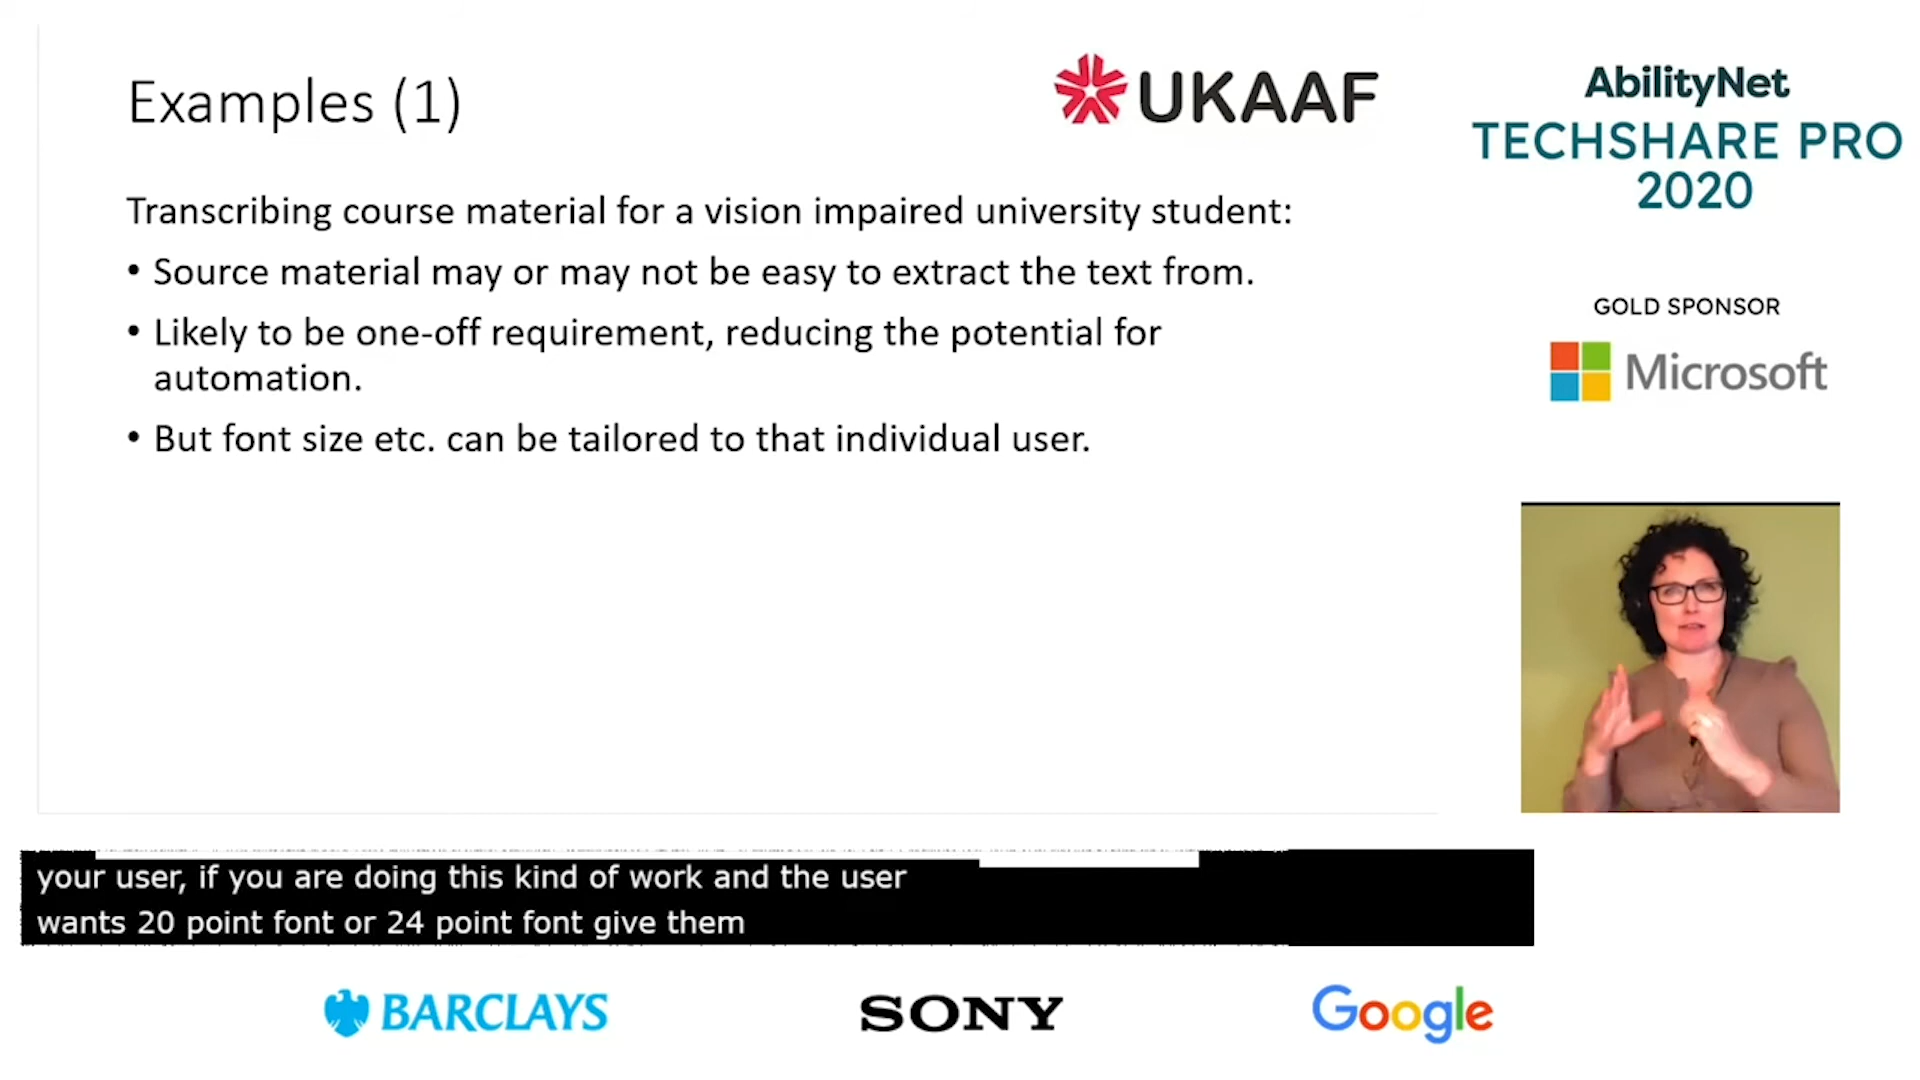 Examples (1)
UKAAF
Transcribing course material for a vision impaired university student:
• Source material may or may not be easy to extract the text from.
• Likely to be one-off requirement, reducing the potential for
automation.
• But font size etc. can be tailored to that individual user.
AbilityNet
TECHSHARE PRO
2020
GOLD SPONSOR
Microsoft
your user, if you are doing this kind of work and the user
wants 20 point font or 24 point font give them
BARCLAYS
SONY
Google